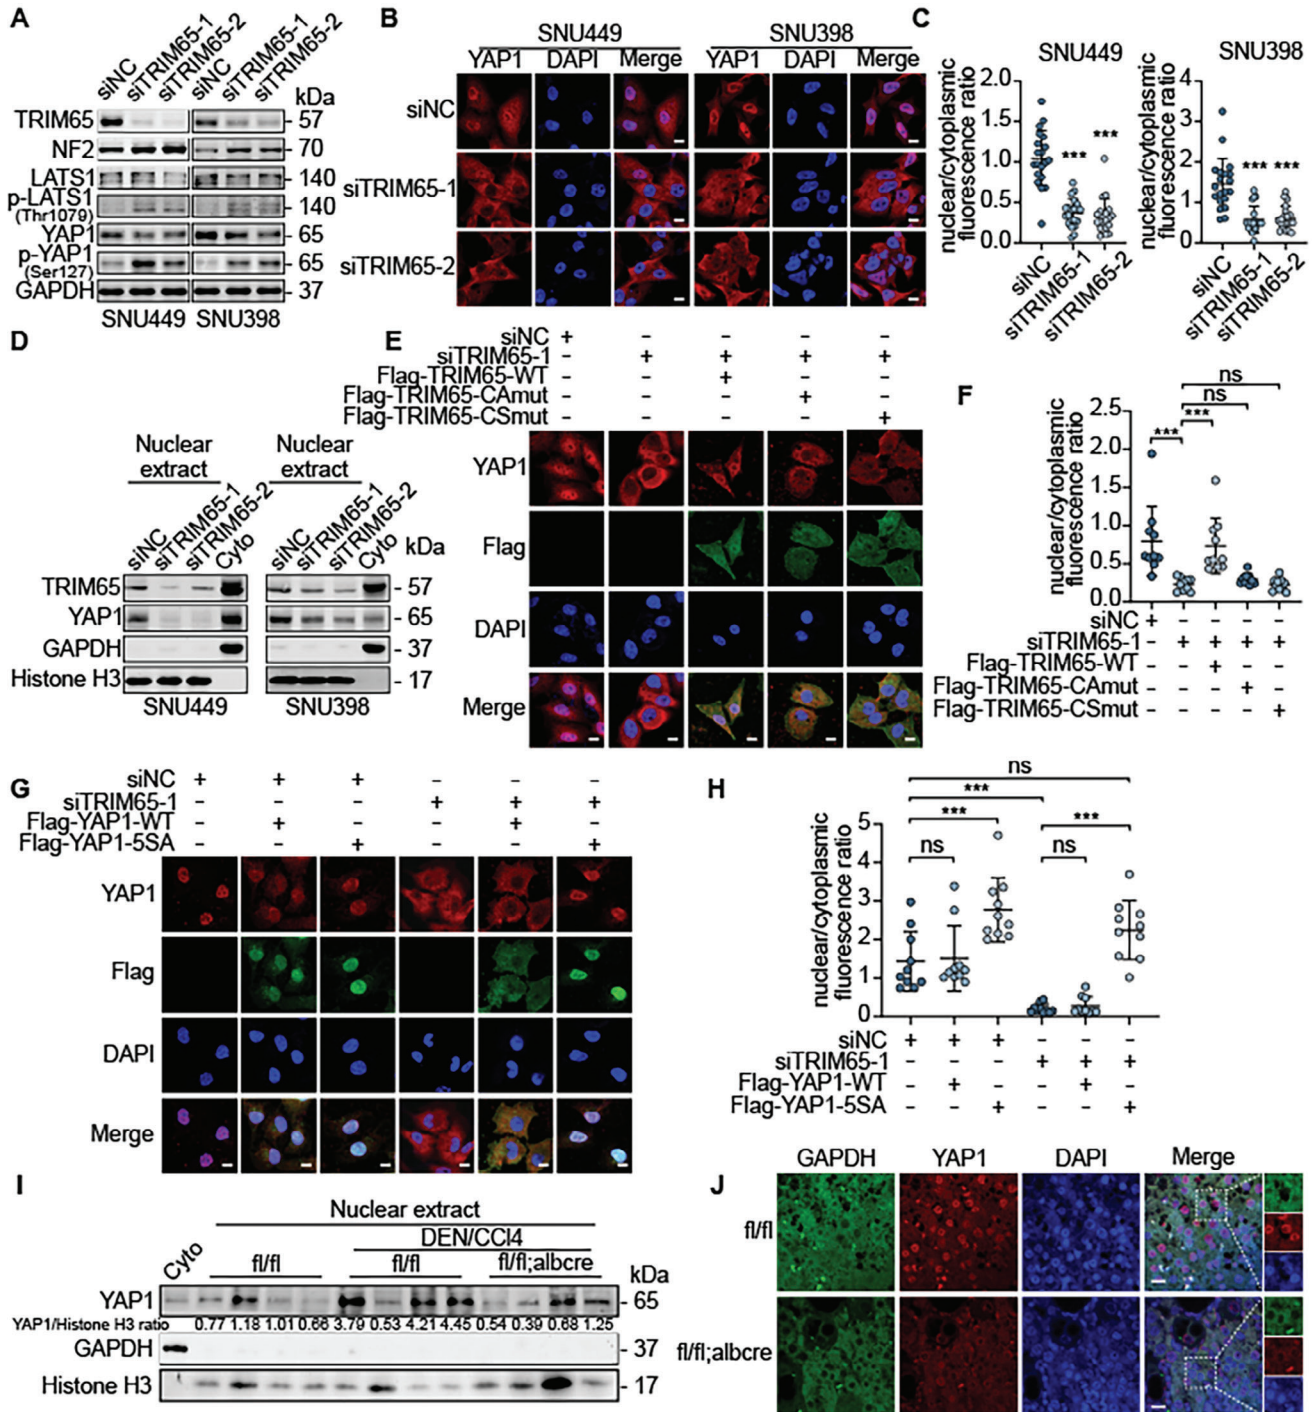 A
siNC
siTRIM65-1
siTRIM65-2
siNC
siTRIM65-1
siTRIM65-2
kDa
TRIM65 - 57
NF2 - 70
LATS1 - 140
p-LATS1 (Thr1079) - 140
YAP1 - 65
p-YAP1 (Ser127) - 65
GAPDH - 37
SNU449 SNU398
B
SNU449 SNU398
YAP1 DAPI Merge YAP1 DAPI Merge
siNC
siTRIM65-1
siTRIM65-2
C
SNU449
nuclear/cytoplasmic fluorescence ratio
2.0
1.5
1.0
0.5
0.0
*** ***
siNC
siTRIM65-1
siTRIM65-2
SNU398
nuclear/cytoplasmic fluorescence ratio
4
3
2
1
0
*** ***
siNC
siTRIM65-1
siTRIM65-2
D
Nuclear extract
Nuclear extract
siNC
siTRIM65-1
siTRIM65-2
Cyto
siNC
siTRIM65-1
siTRIM65-2
Cyto
kDa
TRIM65 - 57
YAP1 - 65
GAPDH - 37
Histone H3 - 17
SNU449 SNU398
E
siNC + – – – –
siTRIM65-1 – + + + +
Flag-TRIM65-WT – – + – –
Flag-TRIM65-CAmut – – – + –
Flag-TRIM65-CSmut – – – – +
YAP1
Flag
DAPI
Merge
F
ns
ns
***
***
nuclear/cytoplasmic fluorescence ratio
2.5
2.0
1.5
1.0
0.5
0.0
siNC + – – – –
siTRIM65-1 – + + + +
Flag-TRIM65-WT – – + – –
Flag-TRIM65-CAmut – – – + –
Flag-TRIM65-CSmut – – – – +
G
siNC + + + – – –
siTRIM65-1 – – – + + +
Flag-YAP1-WT – + – – + –
Flag-YAP1-5SA – – + – – +
YAP1
Flag
DAPI
Merge
H
ns
***
*** ***
ns ns
nuclear/cytoplasmic fluorescence ratio
5
4
3
2
1
0
siNC + + + – – –
siTRIM65-1 – – – + + +
Flag-YAP1-WT – + – – + –
Flag-YAP1-5SA – – + – – +
I
Nuclear extract
DEN/CCl4
Cyto fl/fl fl/fl fl/fl;albcre
kDa
YAP1 - 65
YAP1/Histone H3 ratio 0.77 1.18 1.01 0.66 3.79 0.53 4.21 4.45 0.54 0.39 0.68 1.25
GAPDH - 37
Histone H3 - 17
J
GAPDH YAP1 DAPI Merge
fl/fl
fl/fl;albcre